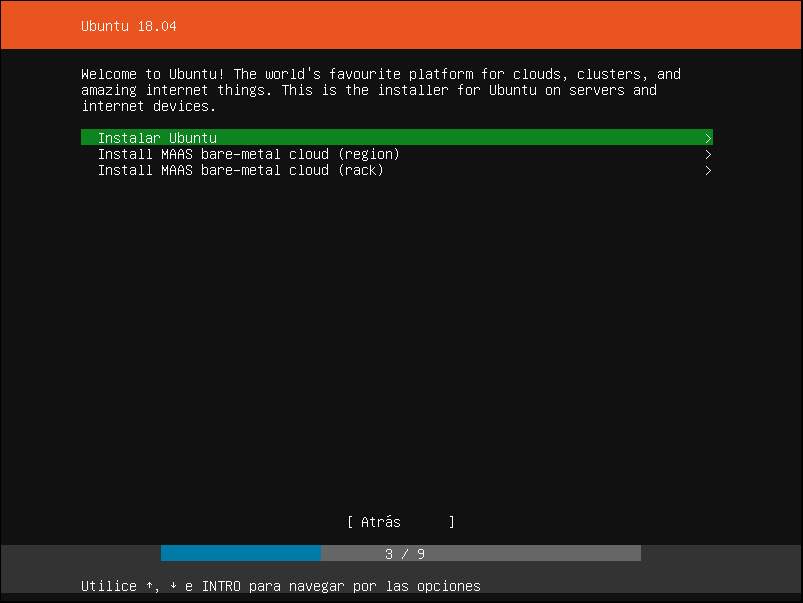 Ubuntu 18.04
Welcome to Ubuntu! The world's favourite platform for clouds, clusters, and
amazing internet things. This is the installer for Ubuntu on servers and
internet devices.
Instalar Ubuntu >
Install MAAS bare-metal cloud (region) >
Install MAAS bare-metal cloud (rack) >
[ Atrás ]
3 / 9
Utilice ↑, ↓ e INTRO para navegar por las opciones